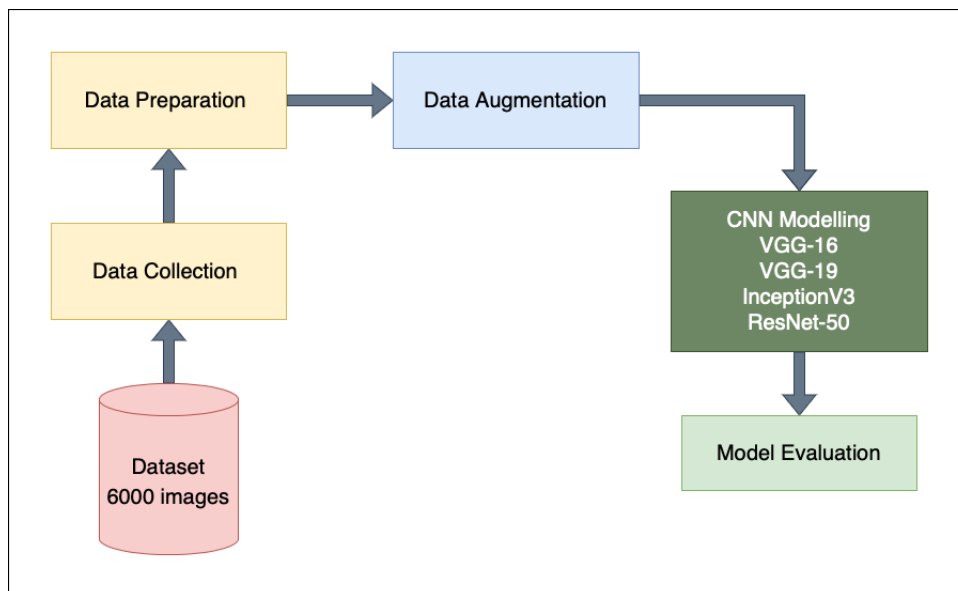 Data Preparation
Data Augmentation
CNN Modelling
VGG-16
VGG-19
InceptionV3
ResNet-50
Data Collection
Model Evaluation
Dataset
6000 images